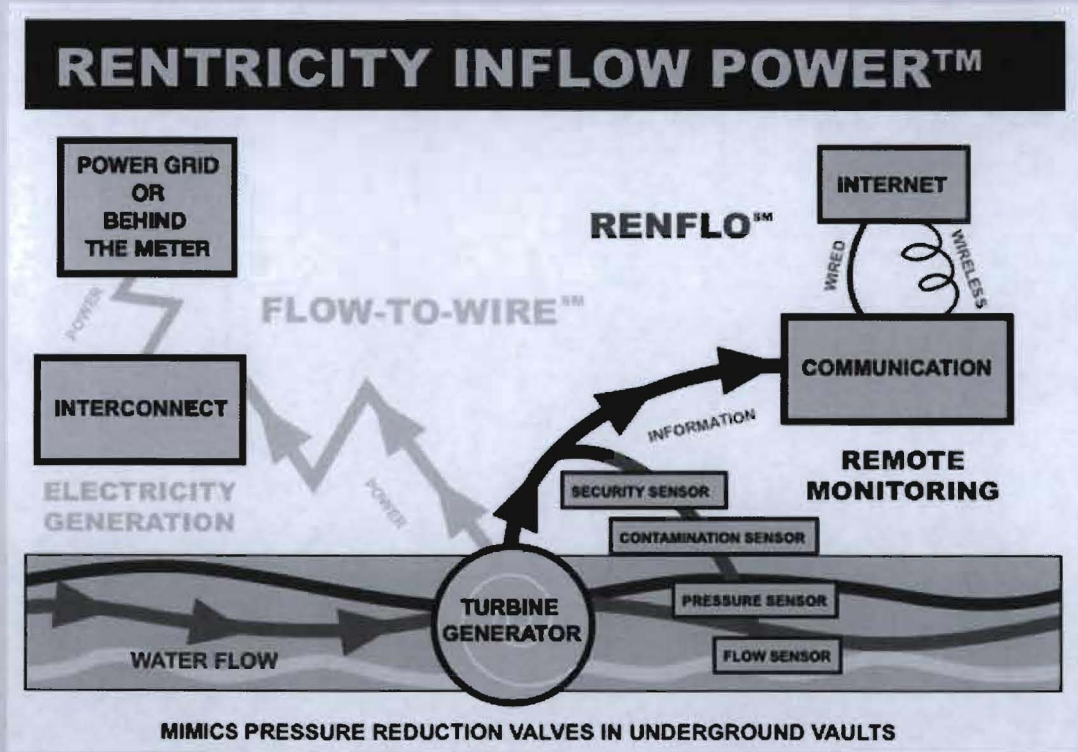 RENTRICITY INFLOW POWER™
POWER GRID
OR
BEHIND
THE METER
POWER
FLOW-TO-WIRE℠
INTERCONNECT
ELECTRICITY
GENERATION
POWER
RENFLO℠
INTERNET
WIRED
WIRELESS
COMMUNICATION
INFORMATION
REMOTE
MONITORING
SECURITY SENSOR
CONTAMINATION SENSOR
PRESSURE SENSOR
FLOW SENSOR
TURBINE
GENERATOR
WATER FLOW
MIMICS PRESSURE REDUCTION VALVES IN UNDERGROUND VAULTS